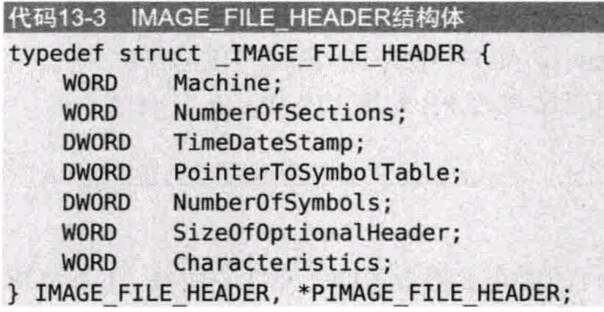 代码13-3 IMAGE_FILE_HEADER结构体
typedef struct _IMAGE_FILE_HEADER {
    WORD    Machine;
    WORD    NumberOfSections;
    DWORD   TimeDateStamp;
    DWORD   PointerToSymbolTable;
    DWORD   NumberOfSymbols;
    WORD    SizeOfOptionalHeader;
    WORD    Characteristics;
} IMAGE_FILE_HEADER, *PIMAGE_FILE_HEADER;